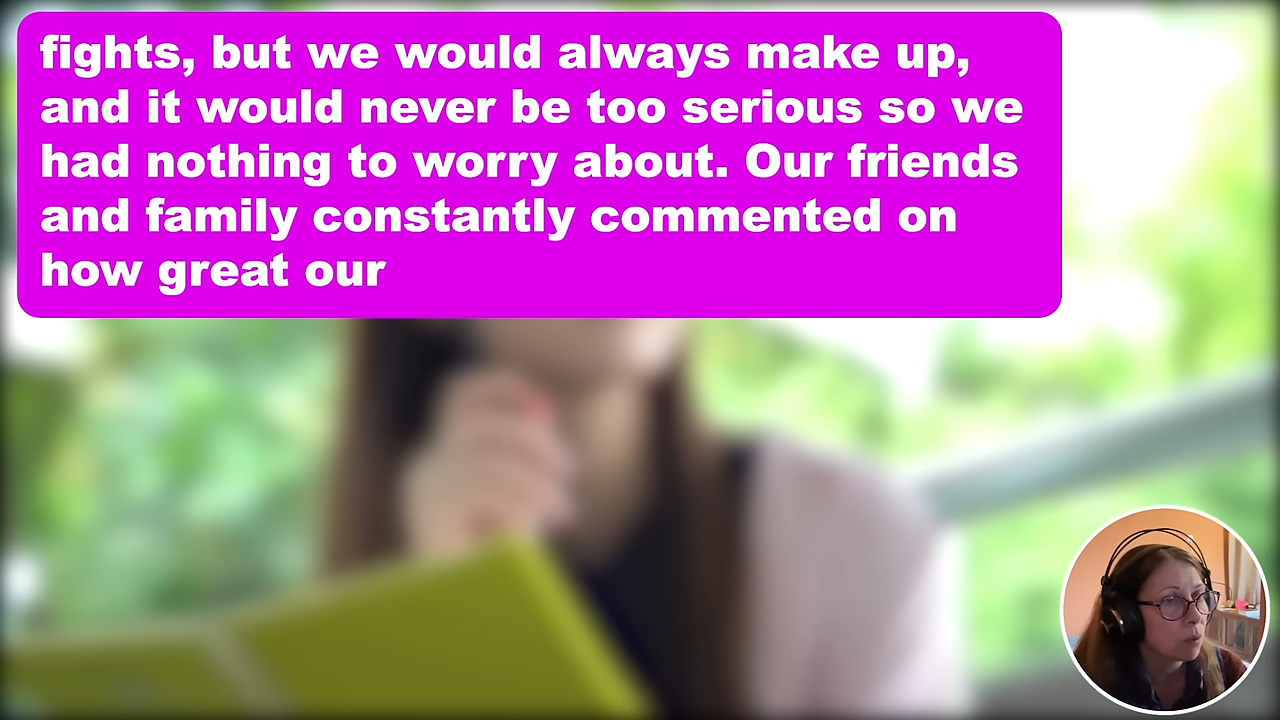 fights, but we would always make up,
and it would never be too serious so we
had nothing to worry about. Our friends
and family constantly commented on
how great our